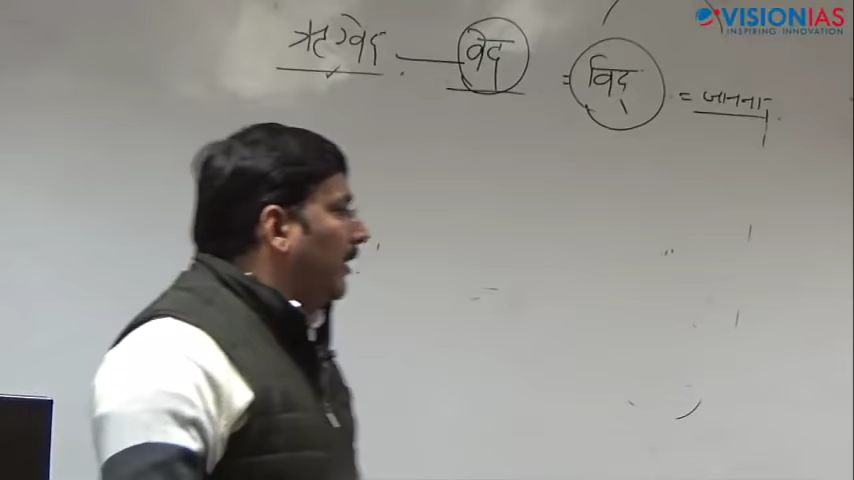 VISIONIAS
INSPIRING INNOVATION
ऋग्वेद — वेद = विद् = जानना